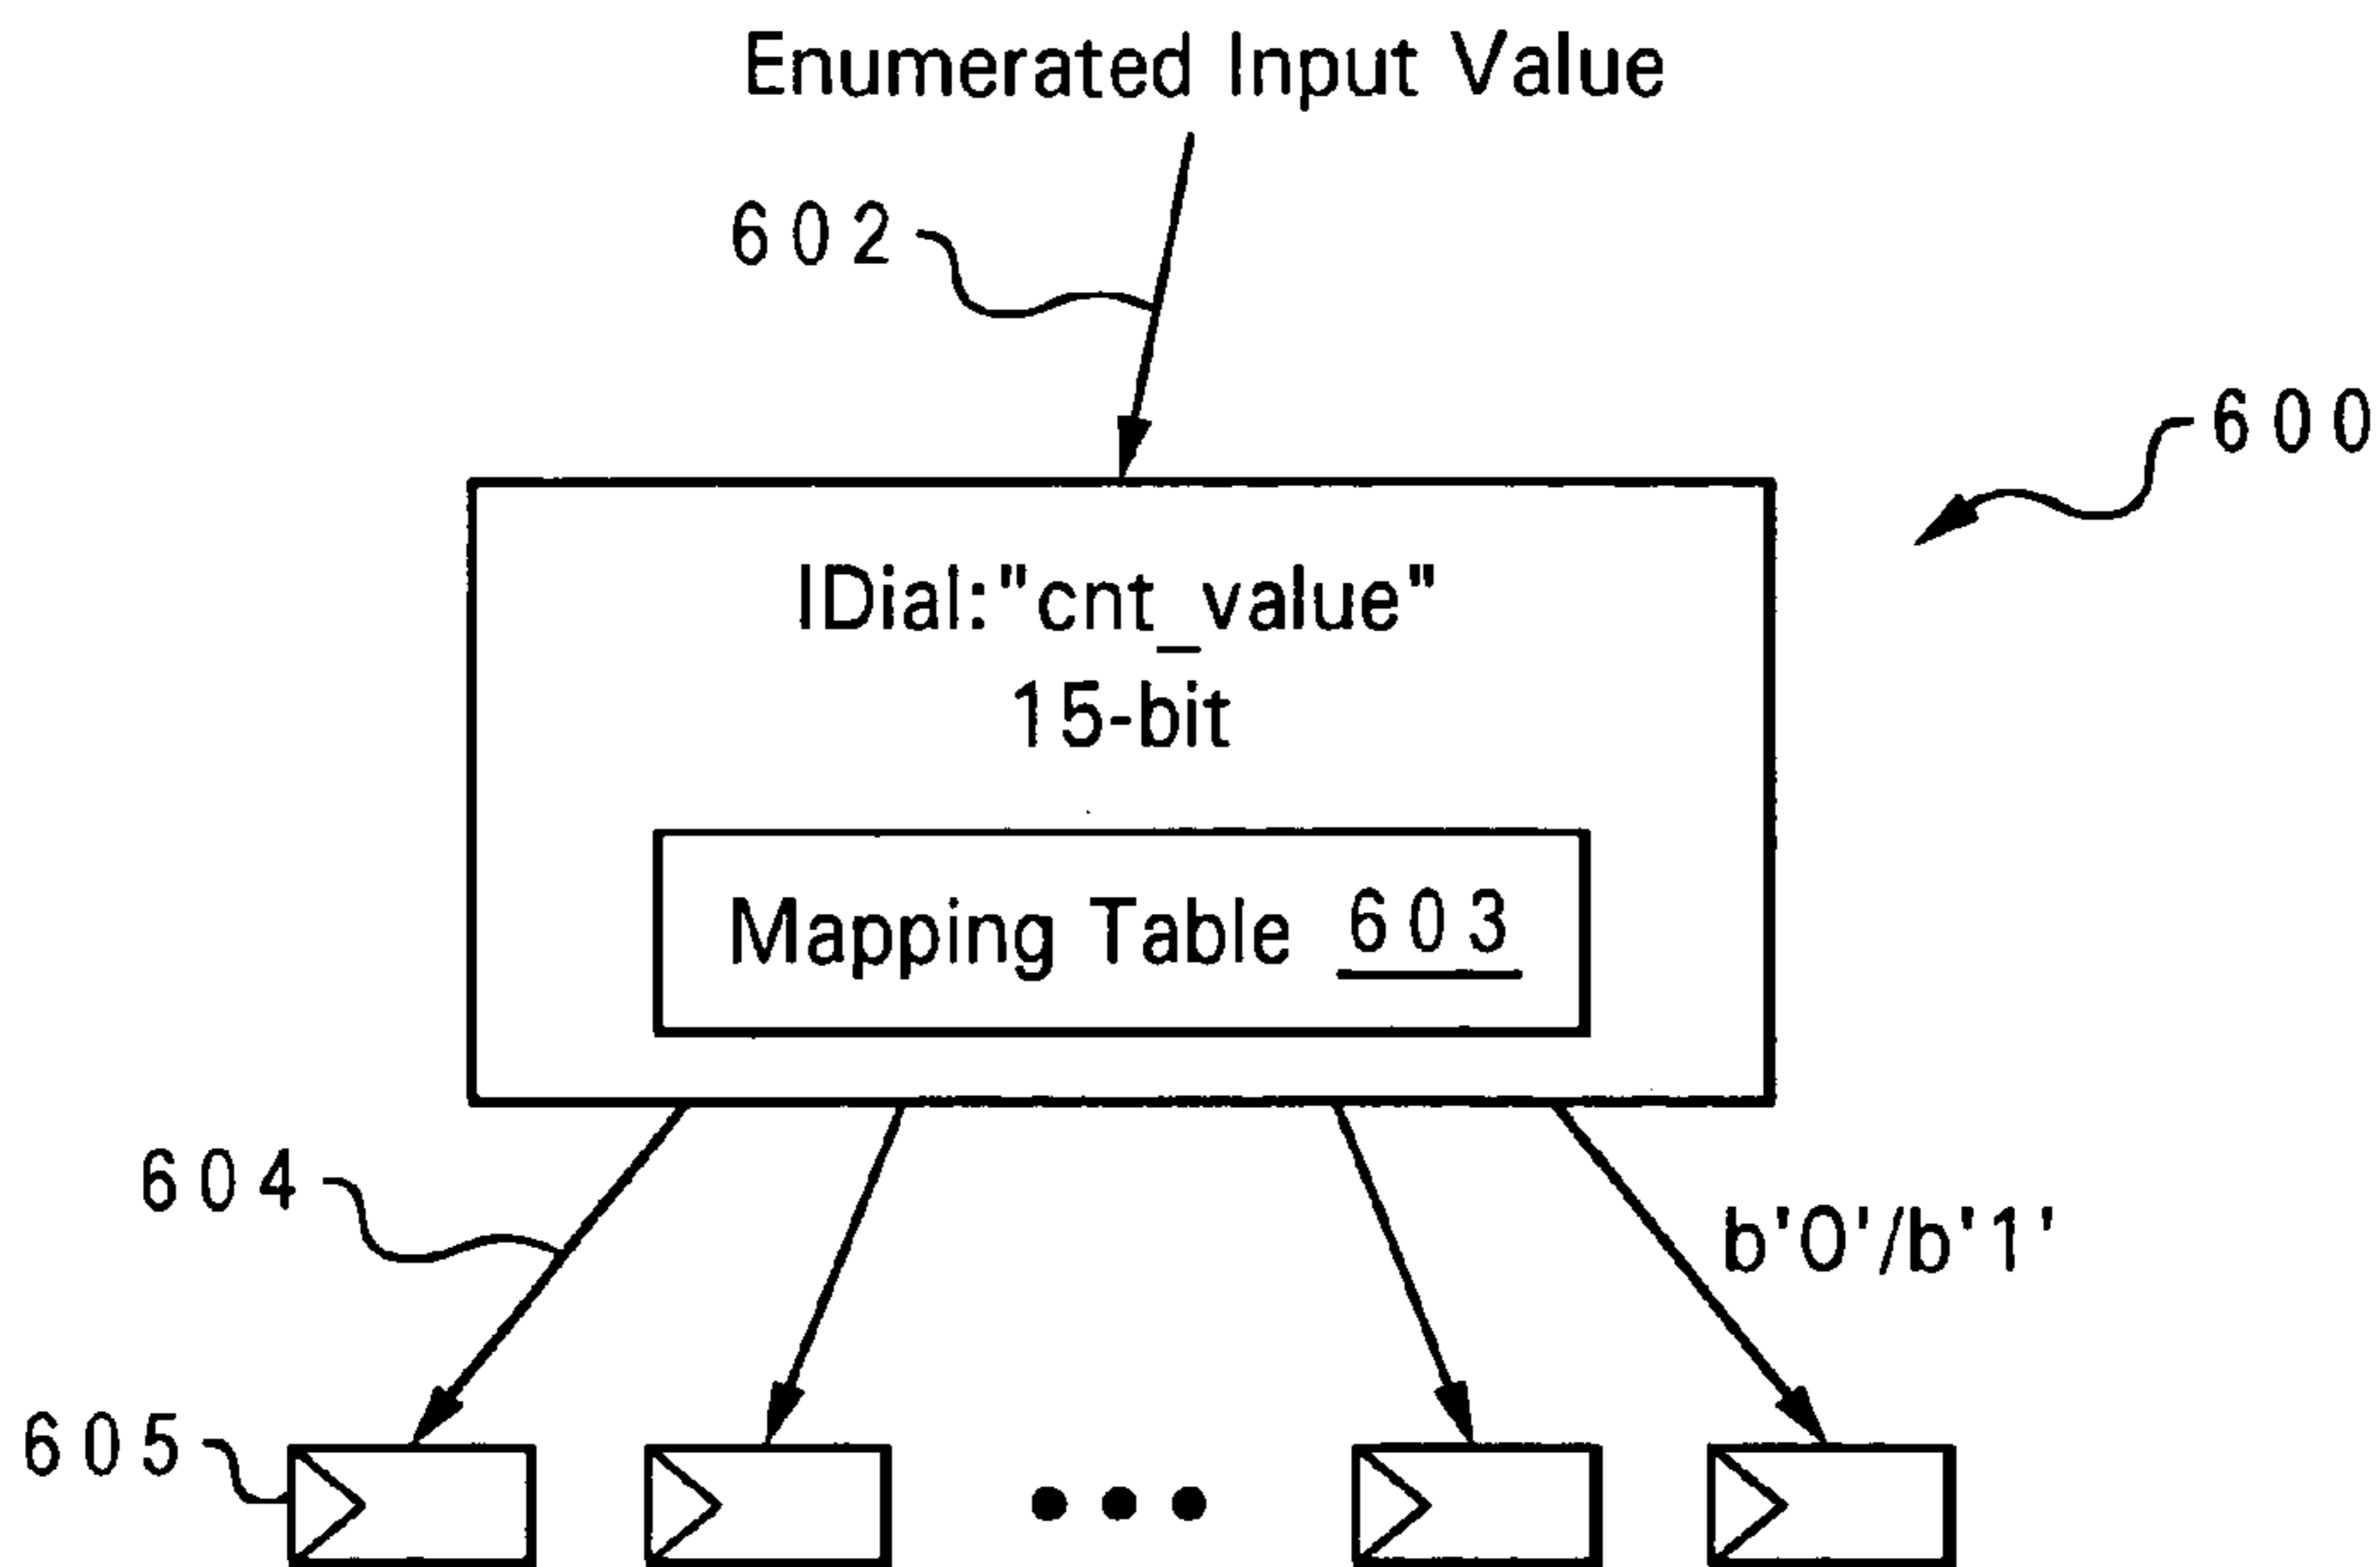 Enumerated Input Value
602
600
IDial:"cnt_value"
15-bit
Mapping Table 603
604
b'0'/b'1'
605